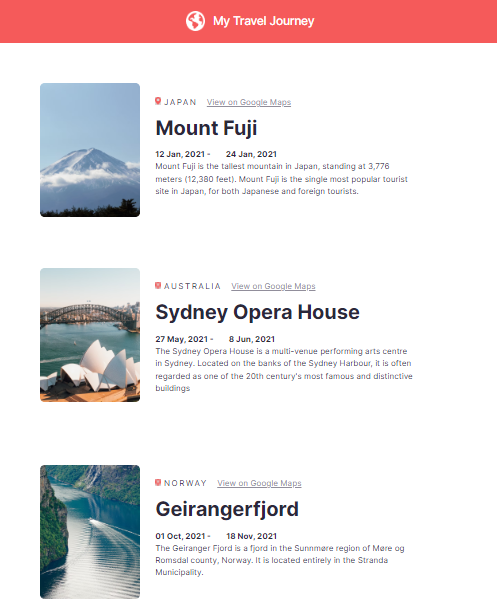 My Travel Journey
JAPAN View on Google Maps
Mount Fuji
12 Jan, 2021 - 24 Jan, 2021
Mount Fuji is the tallest mountain in Japan, standing at 3,776
meters (12,380 feet). Mount Fuji is the single most popular tourist
site in Japan, for both Japanese and foreign tourists.
AUSTRALIA View on Google Maps
Sydney Opera House
27 May, 2021 - 8 Jun, 2021
The Sydney Opera House is a multi-venue performing arts centre
in Sydney. Located on the banks of the Sydney Harbour, it is often
regarded as one of the 20th century's most famous and distinctive
buildings
NORWAY View on Google Maps
Geirangerfjord
01 Oct, 2021 - 18 Nov, 2021
The Geiranger Fjord is a fjord in the Sunnmøre region of Møre og
Romsdal county, Norway. It is located entirely in the Stranda
Municipality.